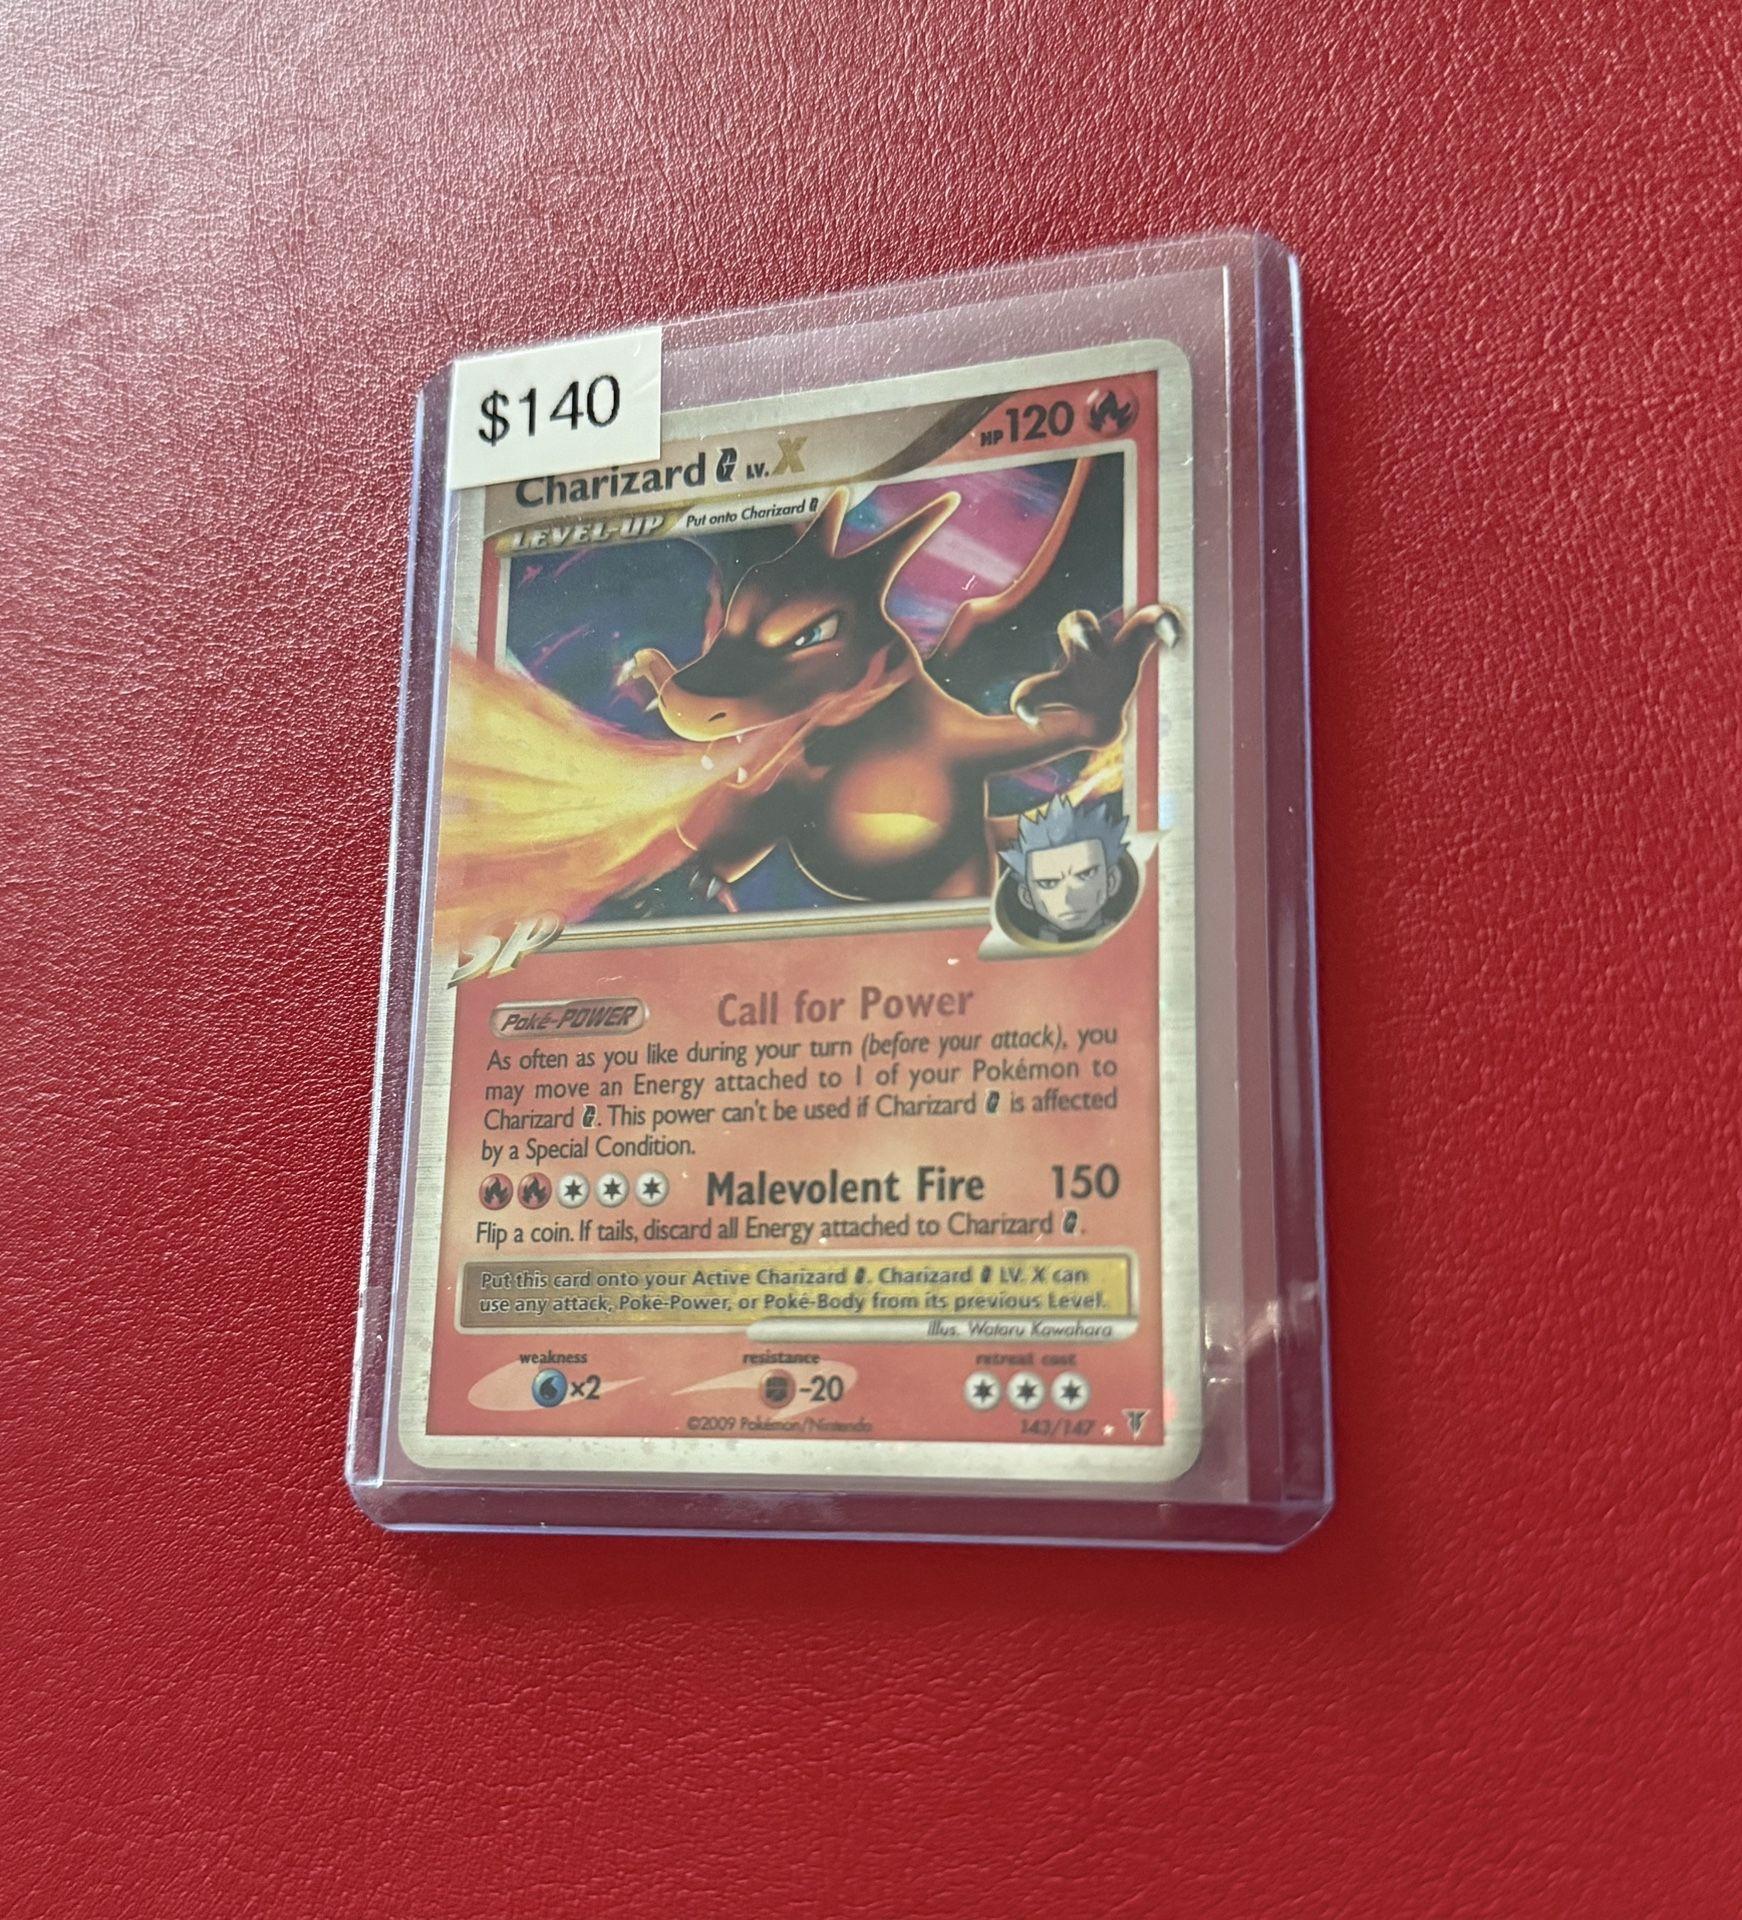 $140
Charizard G LV.X
HP120
LEVEL-UP Put onto Charizard G
SP
Poké-POWER Call for Power
As often as you like during your turn (before your attack), you
may move an Energy attached to 1 of your Pokémon to
Charizard G. This power can't be used if Charizard G is affected
by a Special Condition.
Malevolent Fire 150
Flip a coin. If tails, discard all Energy attached to Charizard G.
Put this card onto your Active Charizard G. Charizard G LV. X can
use any attack, Poké-Power, or Poké-Body from its previous Level.
Illus. Wataru Kawahara
weakness resistance retreat cost
×2 -20
©2009 Pokémon/Nintendo 143/147